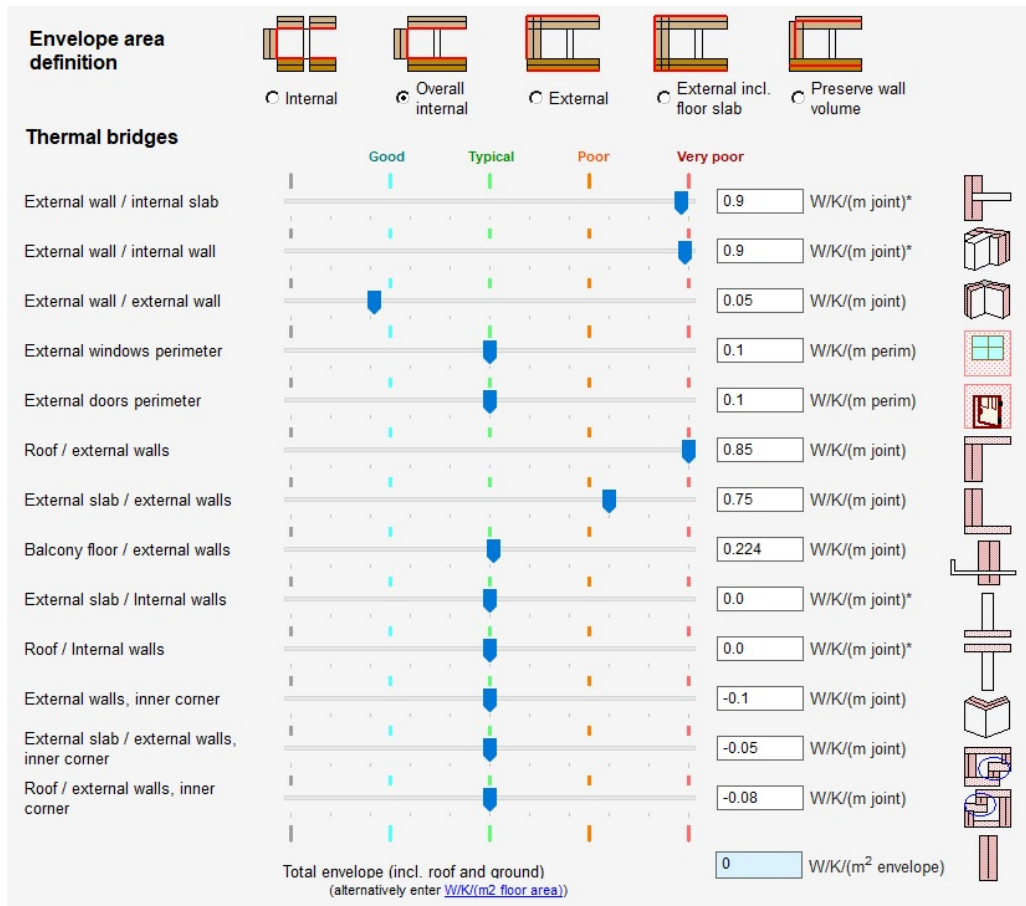 Envelope area
definition
Internal
Overall
internal
External
External incl.
floor slab
Preserve wall
volume
Thermal bridges
Good Typical Poor Very poor
External wall / internal slab 0.9 W/K/(m joint)*
External wall / internal wall 0.9 W/K/(m joint)*
External wall / external wall 0.05 W/K/(m joint)
External windows perimeter 0.1 W/K/(m perim)
External doors perimeter 0.1 W/K/(m perim)
Roof / external walls 0.85 W/K/(m joint)
External slab / external walls 0.75 W/K/(m joint)
Balcony floor / external walls 0.224 W/K/(m joint)
External slab / Internal walls 0.0 W/K/(m joint)*
Roof / Internal walls 0.0 W/K/(m joint)*
External walls, inner corner -0.1 W/K/(m joint)
External slab / external walls,
inner corner -0.05 W/K/(m joint)
Roof / external walls, inner
corner -0.08 W/K/(m joint)
Total envelope (incl. roof and ground) 0 W/K/(m² envelope)
(alternatively enter W/K/(m2 floor area))